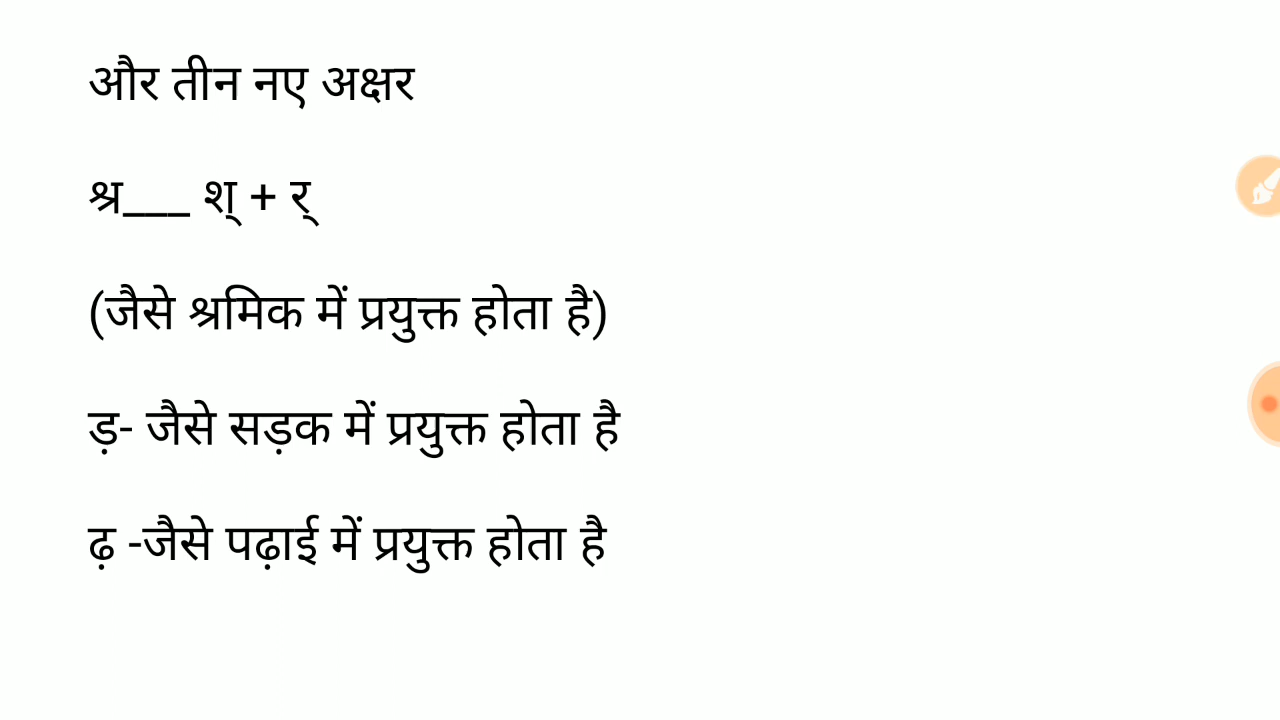 और तीन नए अक्षर
श्र___ श् + र्
(जैसे श्रमिक में प्रयुक्त होता है)
ड़- जैसे सड़क में प्रयुक्त होता है
ढ़ -जैसे पढ़ाई में प्रयुक्त होता है